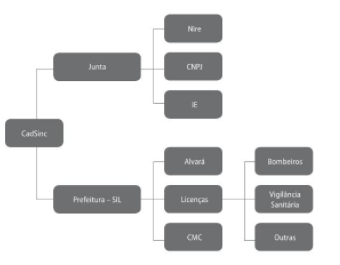 Nire
Junta
CNPJ
IE
CadSinc
Alvará
Bombeiros
Prefeitura - SIL
Licenças
Vigilância
Sanitária
CMC
Outras